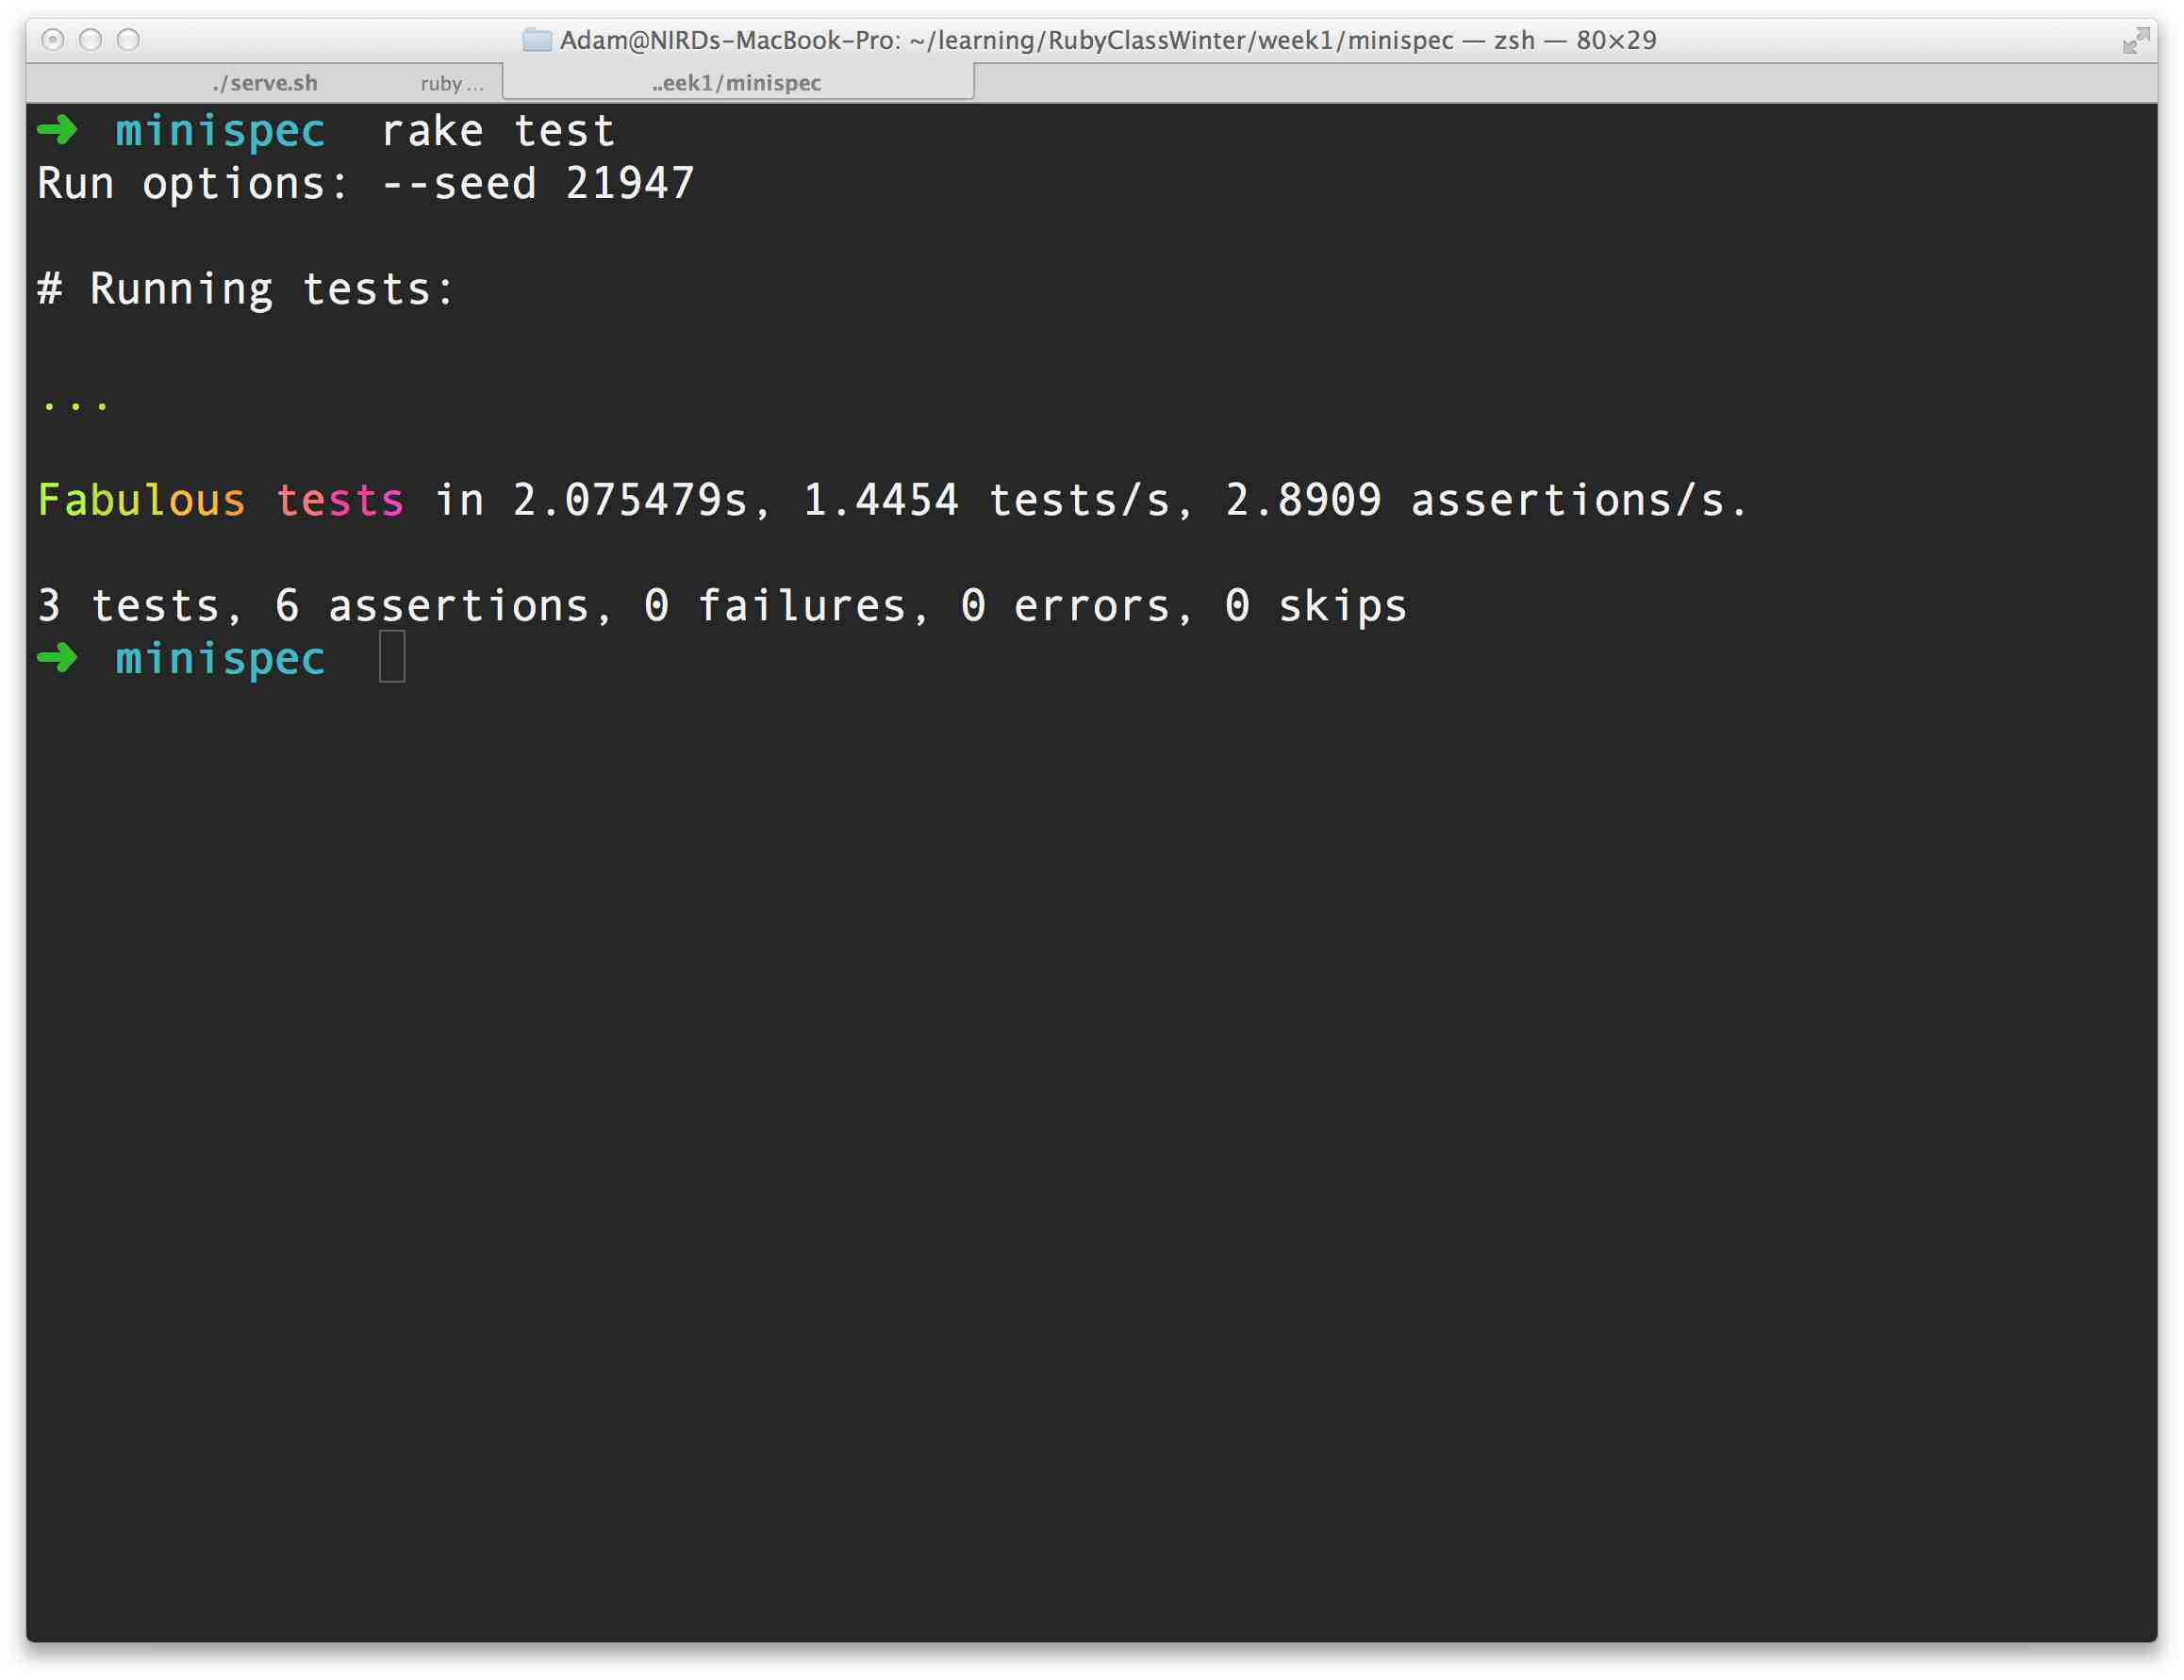 Adam@NIRDs-MacBook-Pro: ~/learning/RubyClassWinter/week1/minispec — zsh — 80×29
./serve.sh ruby... ..eek1/minispec
➜ minispec rake test
Run options: --seed 21947
# Running tests:
...
Fabulous tests in 2.075479s, 1.4454 tests/s, 2.8909 assertions/s.
3 tests, 6 assertions, 0 failures, 0 errors, 0 skips
➜ minispec